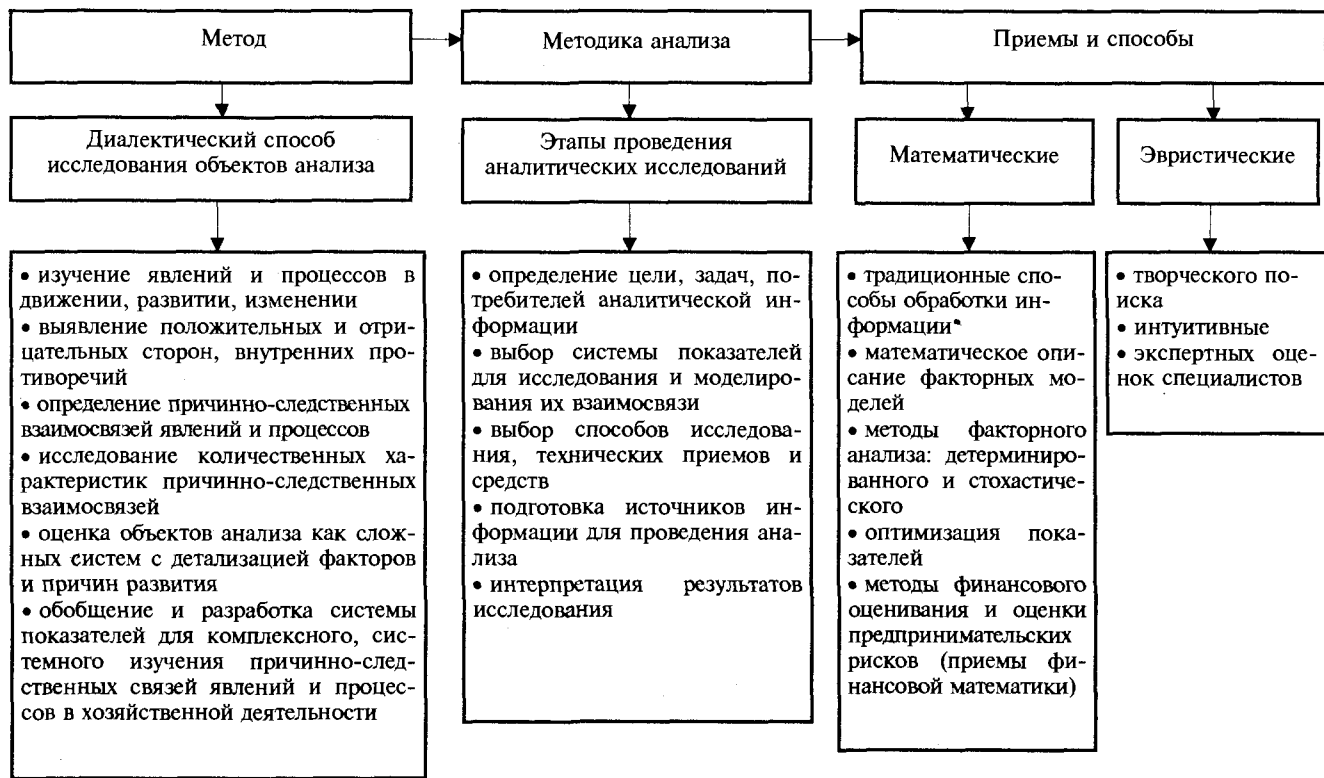 Метод
Методика анализа
Приемы и способы
Диалектический способ
исследования объектов анализа
Этапы проведения
аналитических исследований
Математические
Эвристические
• изучение явлений и процессов в
движении, развитии, изменении
• выявление положительных и отри-
цательных сторон, внутренних про-
тиворечий
• определение причинно-следственных
взаимосвязей явлений и процессов
• исследование количественных ха-
рактеристик причинно-следственных
взаимосвязей
• оценка объектов анализа как слож-
ных систем с детализацией факторов
и причин развития
• обобщение и разработка системы
показателей для комплексного, сис-
темного изучения причинно-след-
ственных связей явлений и процес-
сов в хозяйственной деятельности
• определение цели, задач, по-
требителей аналитической ин-
формации
• выбор системы показателей
для исследования и моделиро-
вания их взаимосвязи
• выбор способов исследова-
ния, технических приемов и
средств
• подготовка источников ин-
формации для проведения ана-
лиза
• интерпретация результатов
исследования
• традиционные спо-
собы обработки ин-
формации*
• математическое опи-
сание факторных мо-
делей
• методы факторного
анализа: детерминиро-
ванного и стохастиче-
ского
• оптимизация пока-
зателей
• методы финансового
оценивания и оценки
предпринимательских
рисков (приемы фи-
нансовой математики)
• творческого по-
иска
• интуитивные
• экспертных оце-
нок специалистов